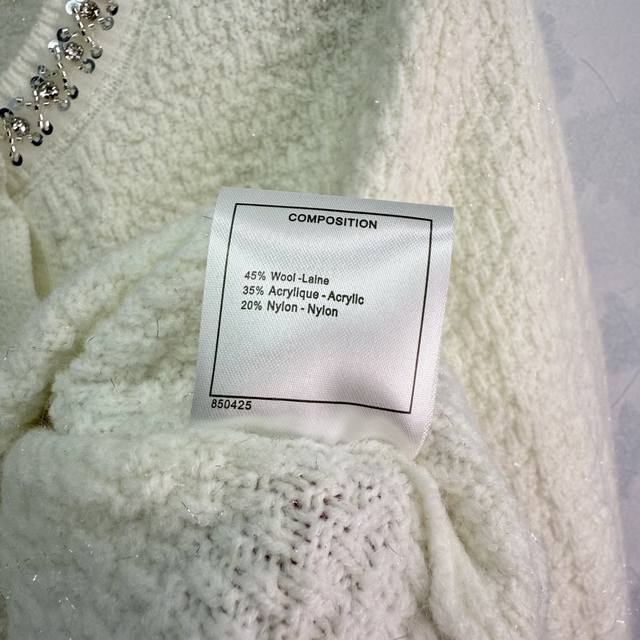 COMPOSITION
45% Wool -Laine
35% Acrylique - Acrylic
20% Nylon - Nylon
850425